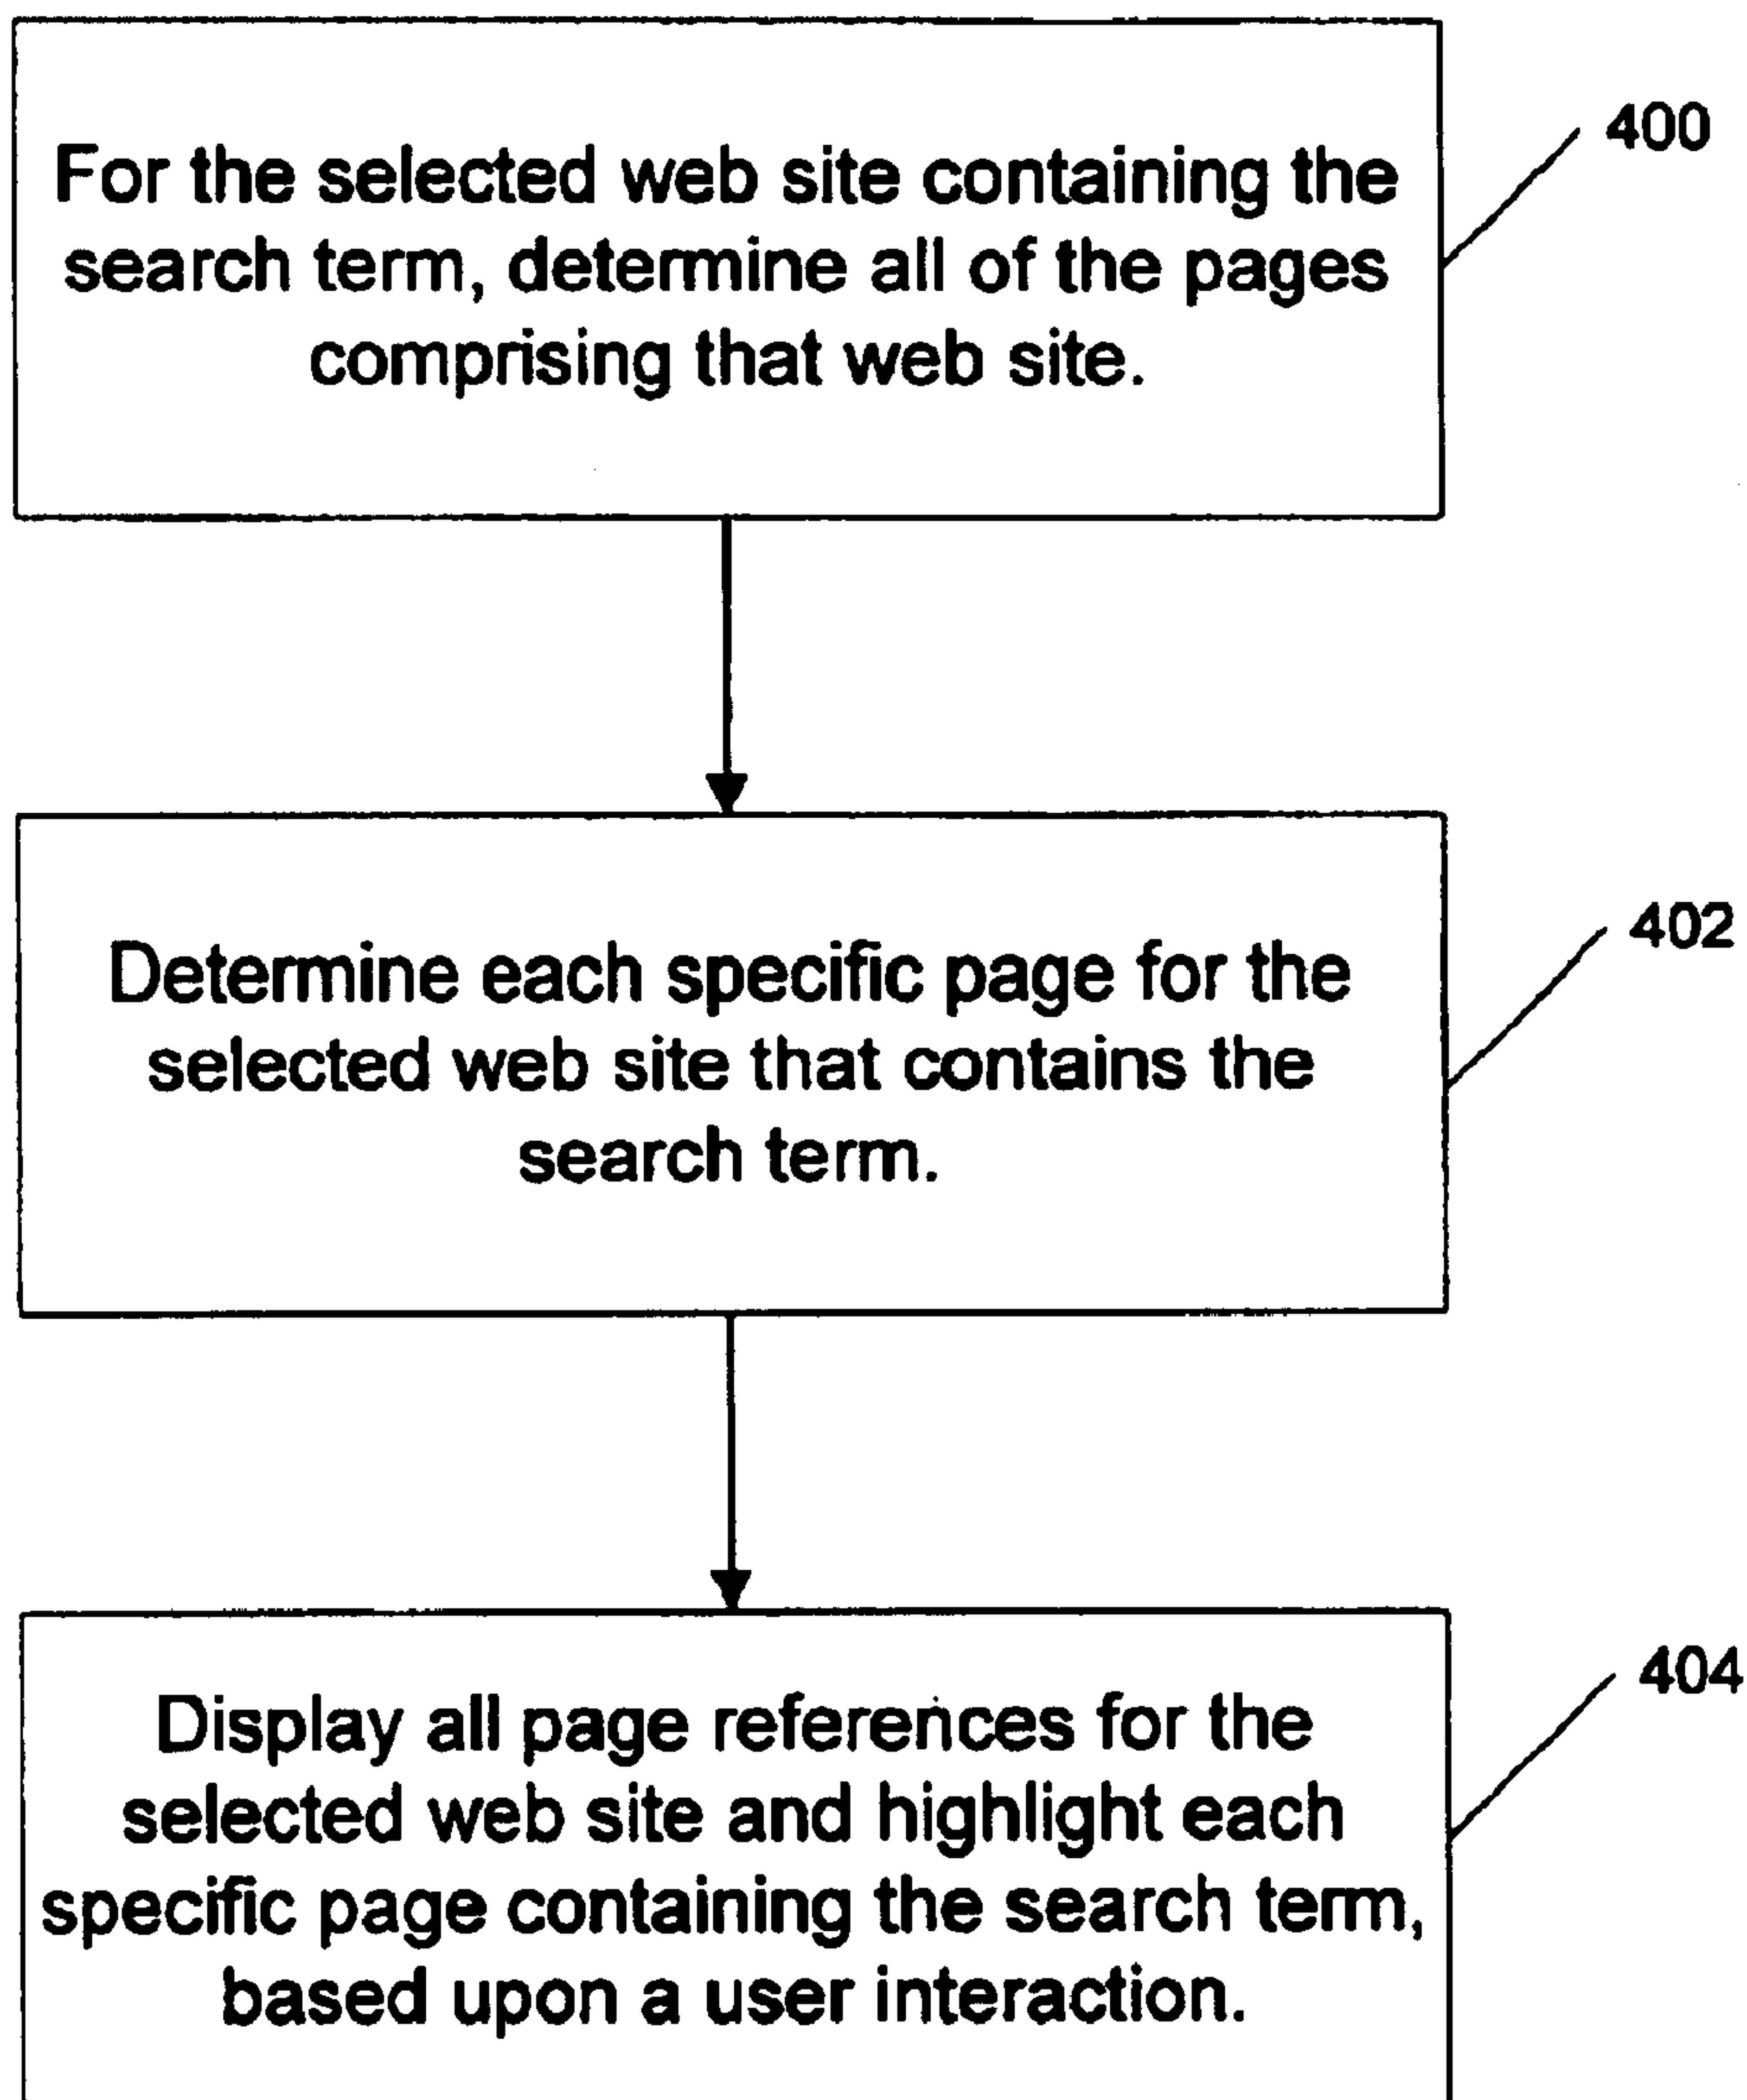 For the selected web site containing the
search term, determine all of the pages
comprising that web site.
400
Determine each specific page for the
selected web site that contains the
search term.
402
Display all page references for the
selected web site and highlight each
specific page containing the search term,
based upon a user interaction.
404